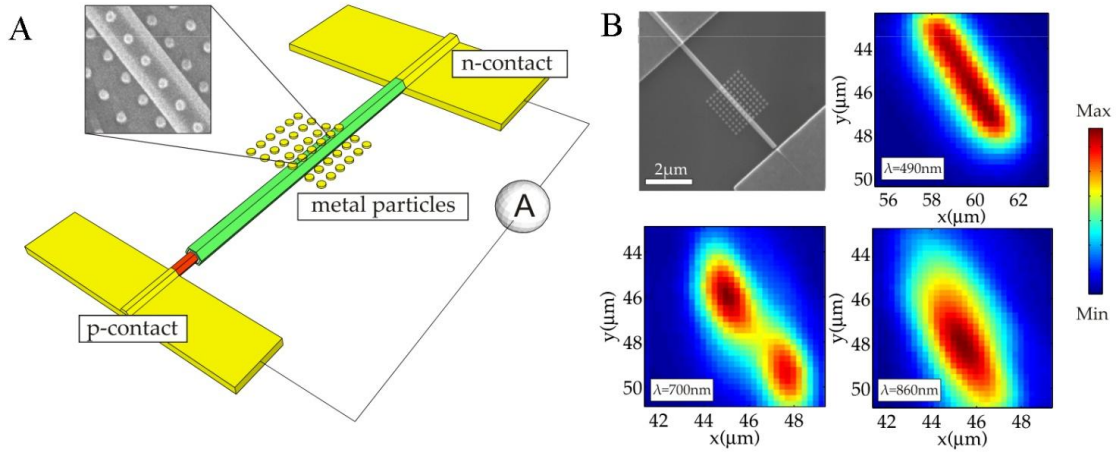 A
n-contact
metal particles
A
p-contact
B
2μm
y(μm)
44
46
48
50
λ=490nm
56 58 60 62
x(μm)
Max
Min
y(μm)
44
46
48
50
λ=700nm
42 44 46 48
x(μm)
y(μm)
44
46
48
50
λ=860nm
42 44 46 48
x(μm)